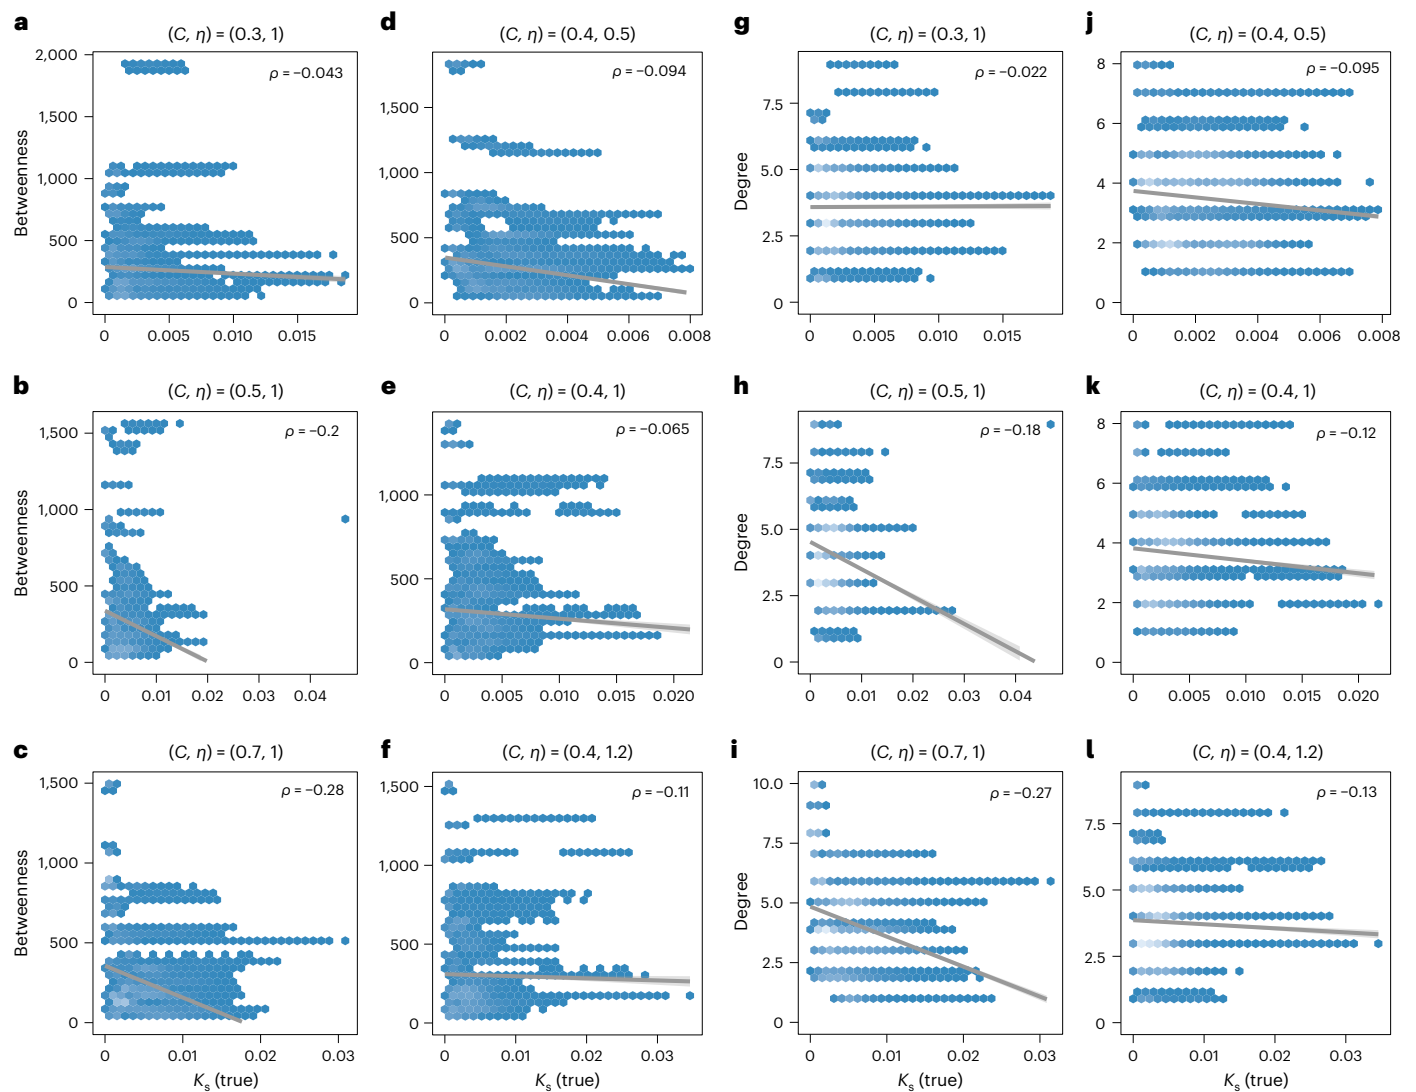 a
(C, η) = (0.3, 1)
ρ = −0.043
Betweenness
2,000
1,500
1,000
500
0
0
0.005
0.010
0.015
d
(C, η) = (0.4, 0.5)
ρ = −0.094
1,500
1,000
500
0
0
0.002
0.004
0.006
0.008
g
(C, η) = (0.3, 1)
ρ = −0.022
Degree
7.5
5.0
2.5
0
0
0.005
0.010
0.015
j
(C, η) = (0.4, 0.5)
ρ = −0.095
8
6
4
2
0
0
0.002
0.004
0.006
0.008
b
(C, η) = (0.5, 1)
ρ = −0.2
Betweenness
1,500
1,000
500
0
0
0.01
0.02
0.03
0.04
e
(C, η) = (0.4, 1)
ρ = −0.065
1,000
500
0
0
0.005
0.010
0.015
0.020
h
(C, η) = (0.5, 1)
ρ = −0.18
Degree
7.5
5.0
2.5
0
0
0.01
0.02
0.03
0.04
k
(C, η) = (0.4, 1)
ρ = −0.12
8
6
4
2
0
0
0.005
0.010
0.015
0.020
c
(C, η) = (0.7, 1)
ρ = −0.28
Betweenness
1,500
1,000
500
0
0
0.01
0.02
0.03
Ks (true)
f
(C, η) = (0.4, 1.2)
ρ = −0.11
1,500
1,000
500
0
0
0.01
0.02
0.03
Ks (true)
i
(C, η) = (0.7, 1)
ρ = −0.27
Degree
10.0
7.5
5.0
2.5
0
0
0.01
0.02
0.03
Ks (true)
l
(C, η) = (0.4, 1.2)
ρ = −0.13
7.5
5.0
2.5
0
0
0.01
0.02
0.03
Ks (true)